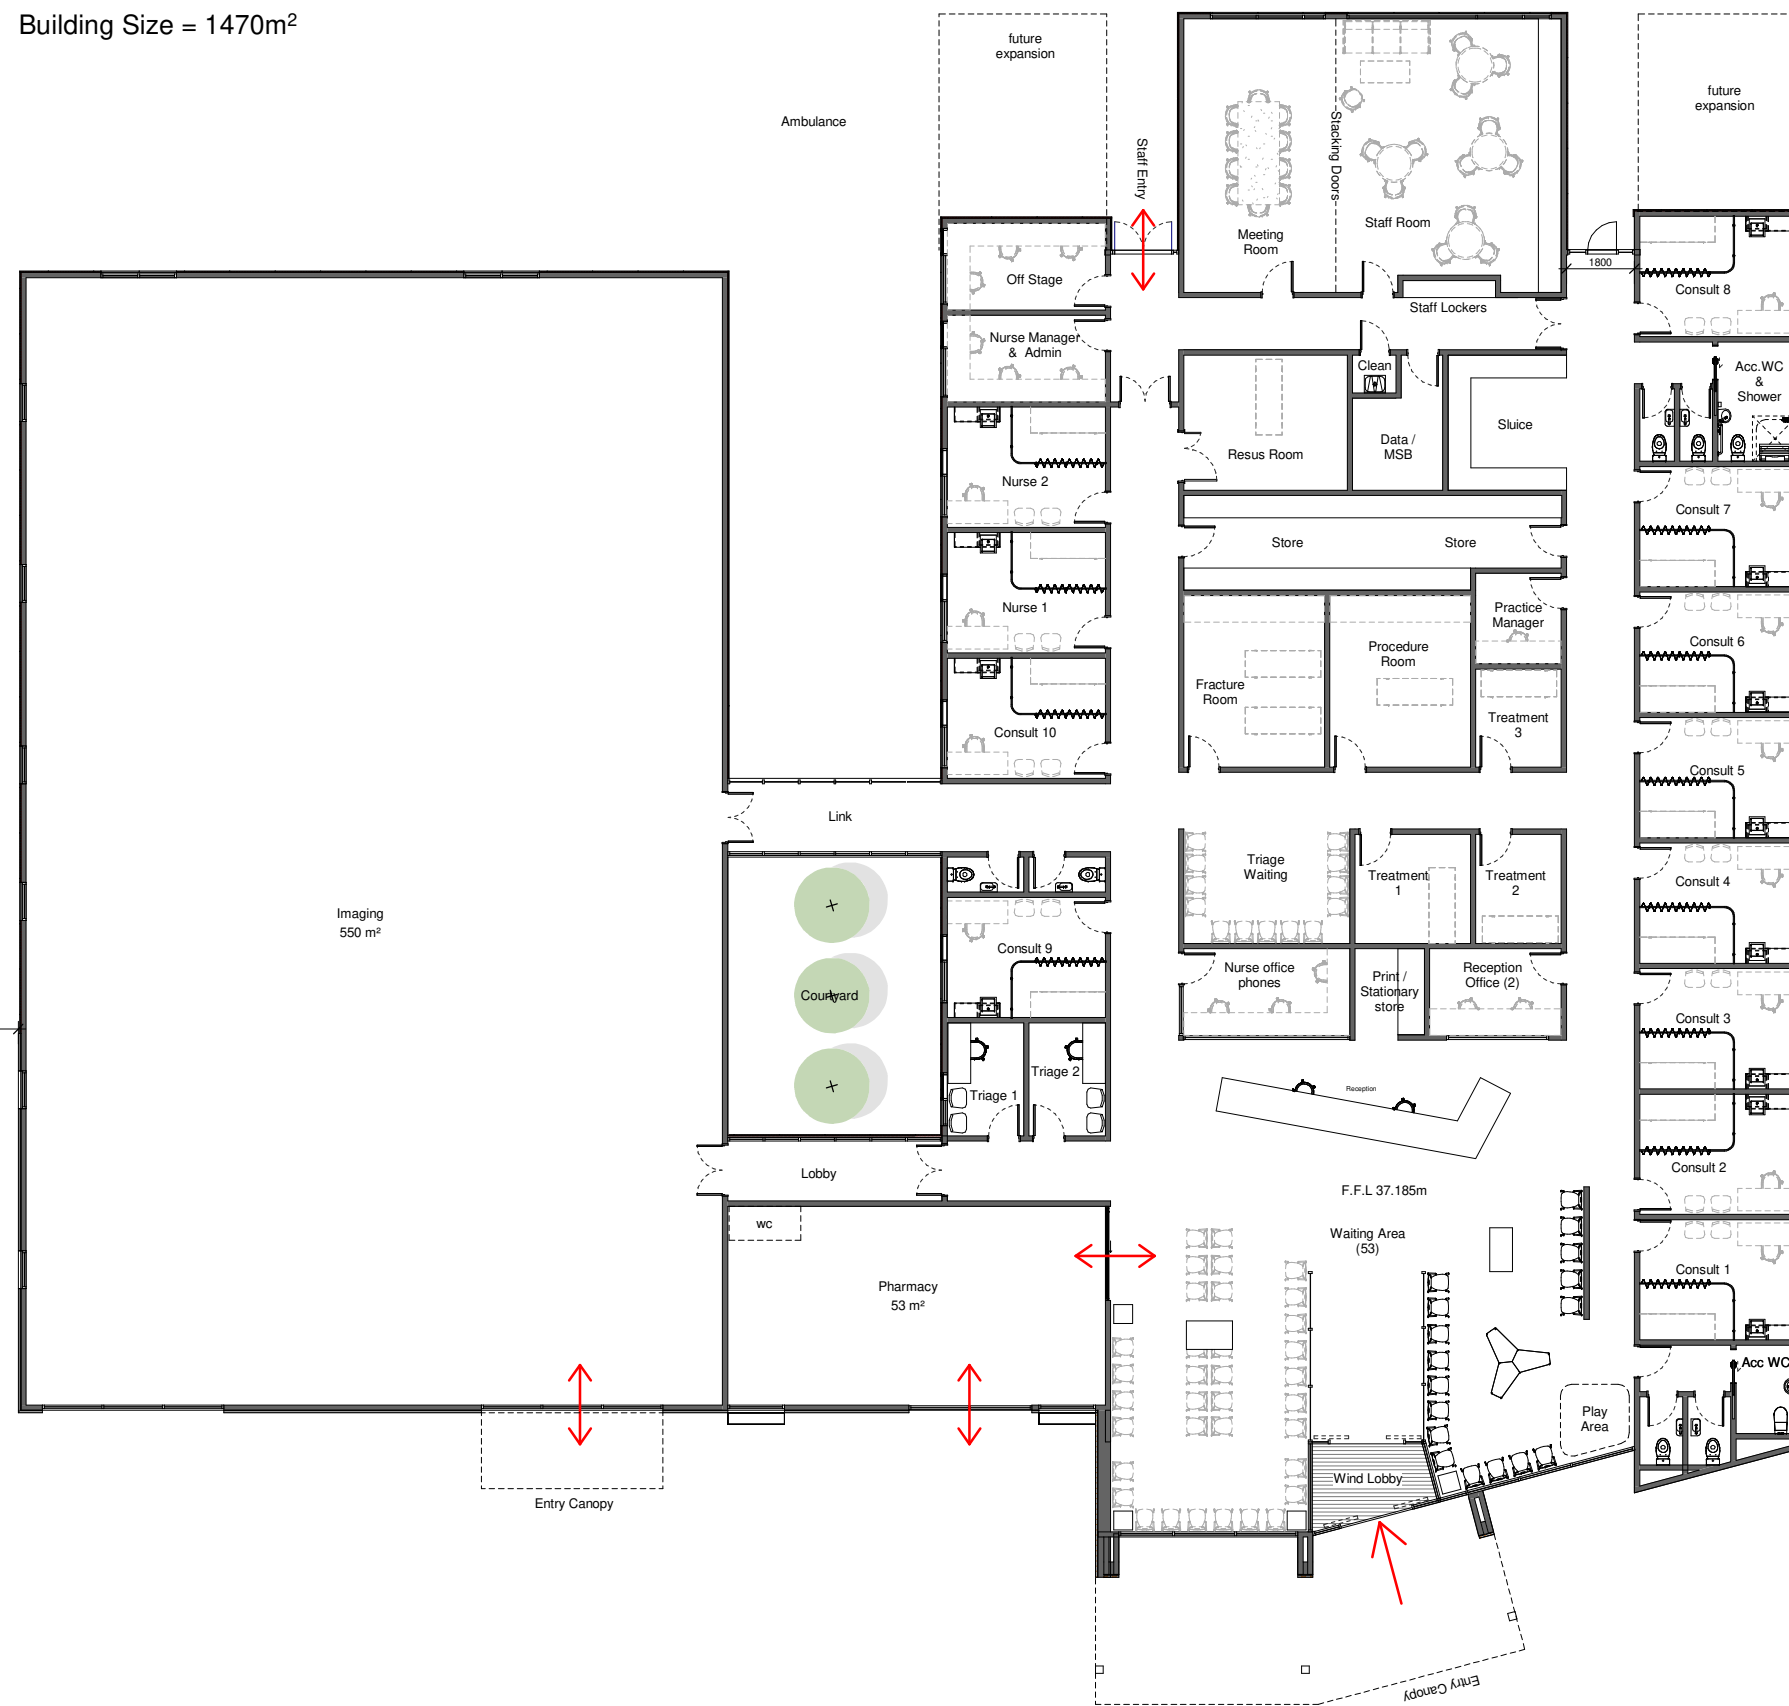 Building Size = 1470m²
future
expansion
Ambulance
Staff Entry
Stacking Doors
future
expansion
Meeting
Room
Staff Room
1800
Off Stage
Consult 8
Staff Lockers
Nurse Manager
& Admin
Clean
Acc.WC
&
Shower
Sluice
Data /
MSB
Resus Room
Nurse 2
Consult 7
Store
Store
Nurse 1
Practice
Manager
Consult 6
Procedure
Room
Fracture
Room
Treatment
3
Consult 10
Consult 5
Link
Triage
Waiting
Treatment
1
Treatment
2
Consult 4
Imaging
550 m²
Consult 9
Courtyard
Nurse office
phones
Print /
Stationary
store
Reception
Office (2)
Consult 3
Triage 2
Triage 1
Reception
Lobby
Consult 2
F.F.L 37.185m
wc
Waiting Area
(53)
Consult 1
Pharmacy
53 m²
Acc WC
Play
Area
Wind Lobby
Entry Canopy
Entry Canopy